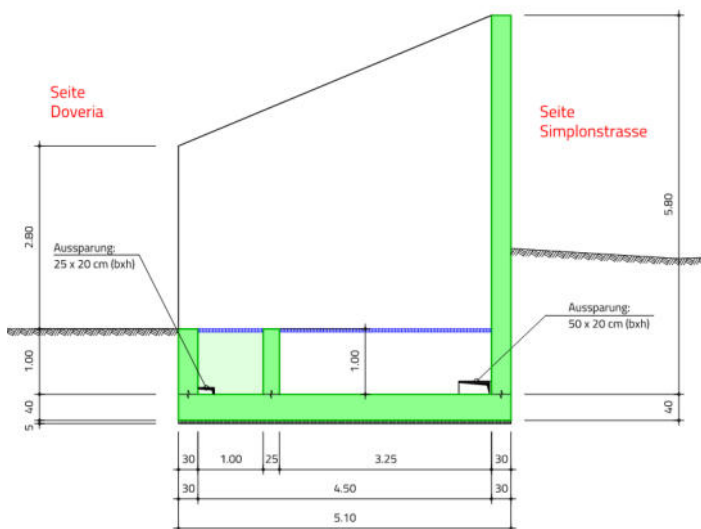 Seite
Doveria
Seite
Simplonstrasse
2.80
5.80
Aussparung:
25 x 20 cm (bxh)
Aussparung:
50 x 20 cm (bxh)
1.00
1.00
40
5
40
30
1.00
25
3.25
30
30
4.50
30
5.10